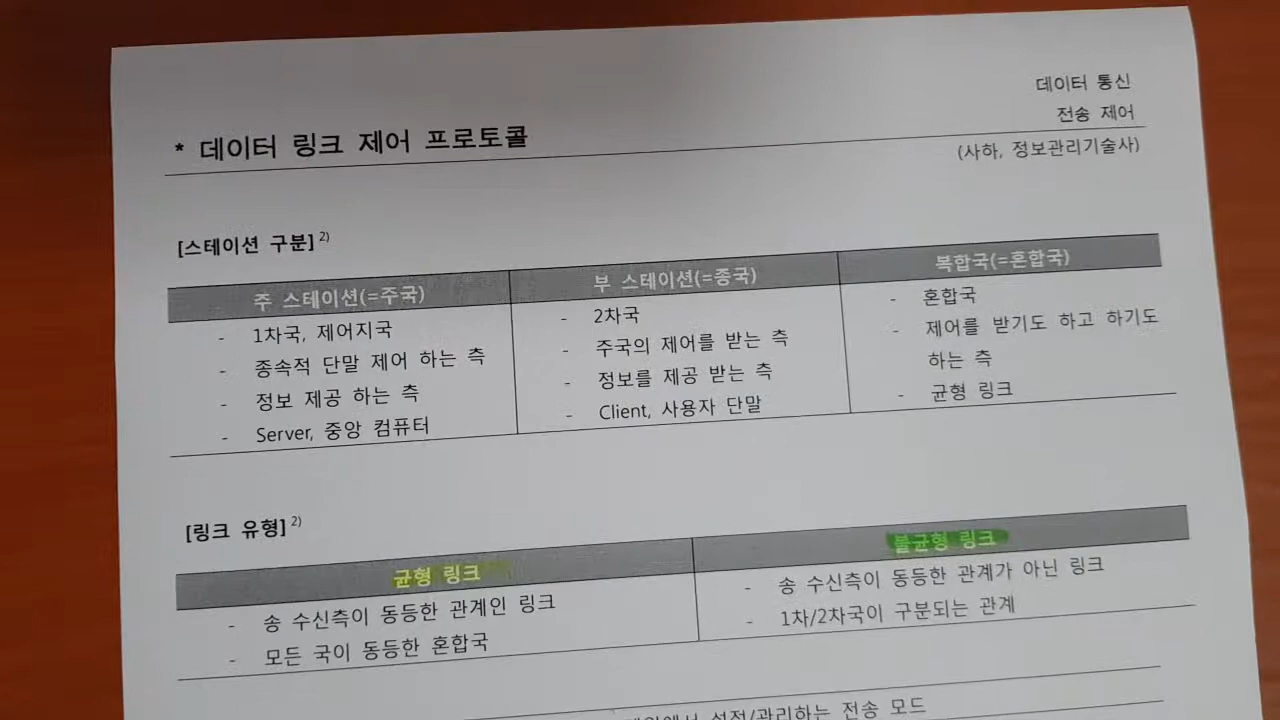 데이터 통신
전송 제어
* 데이터 링크 제어 프로토콜
(사하, 정보관리기술사)
[스테이션 구분]2)
주 스테이션(=주국)
- 1차국, 제어지국
- 종속적 단말 제어 하는 측
- 정보 제공 하는 측
- Server, 중앙 컴퓨터
부 스테이션(=종국)
- 2차국
- 주국의 제어를 받는 측
- 정보를 제공 받는 측
- Client, 사용자 단말
복합국(=혼합국)
- 혼합국
- 제어를 받기도 하고 하기도
하는 측
- 균형 링크
[링크 유형]2)
균형 링크
- 송 수신측이 동등한 관계인 링크
- 모든 국이 동등한 혼합국
불균형 링크
- 송 수신측이 동등한 관계가 아닌 링크
- 1차/2차국이 구분되는 관계
설정/관리하는 전송 모드